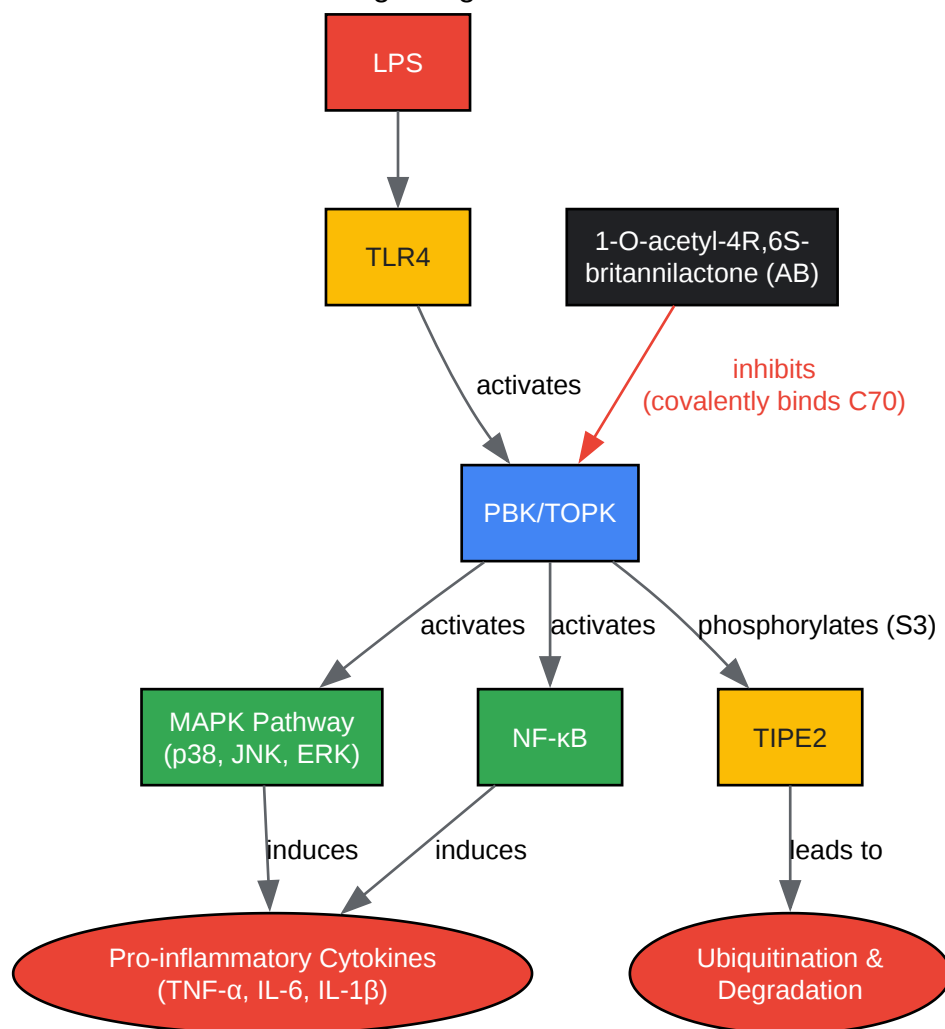 LPS
TLR4
1-O-acetyl-4R,6S-
britannilactone (AB)
activates
inhibits
(covalently binds C70)
PBK/TOPK
activates
activates
phosphorylates (S3)
MAPK Pathway
(p38, JNK, ERK)
NF-κB
TIPE2
induces
induces
leads to
Pro-inflammatory Cytokines
(TNF-α, IL-6, IL-1β)
Ubiquitination &
Degradation